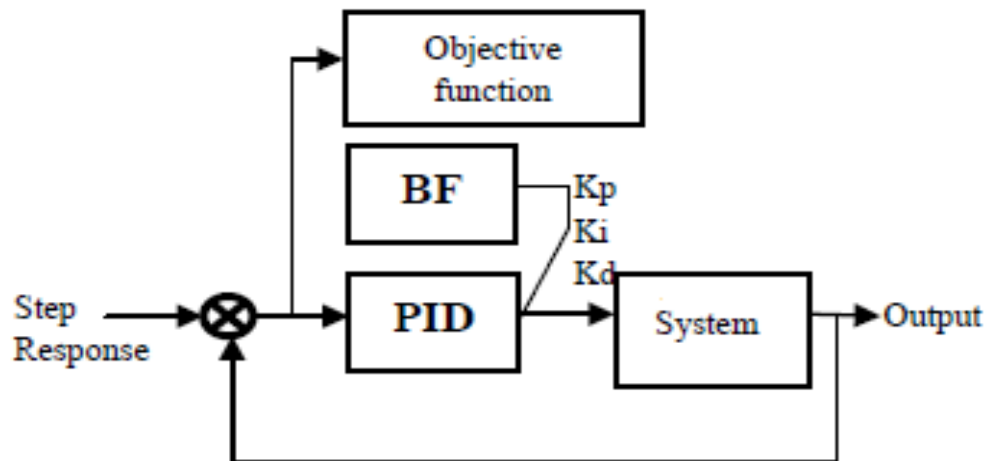 Objective
function
BF
Kp
Ki
Kd
Step
Response
PID
System
Output